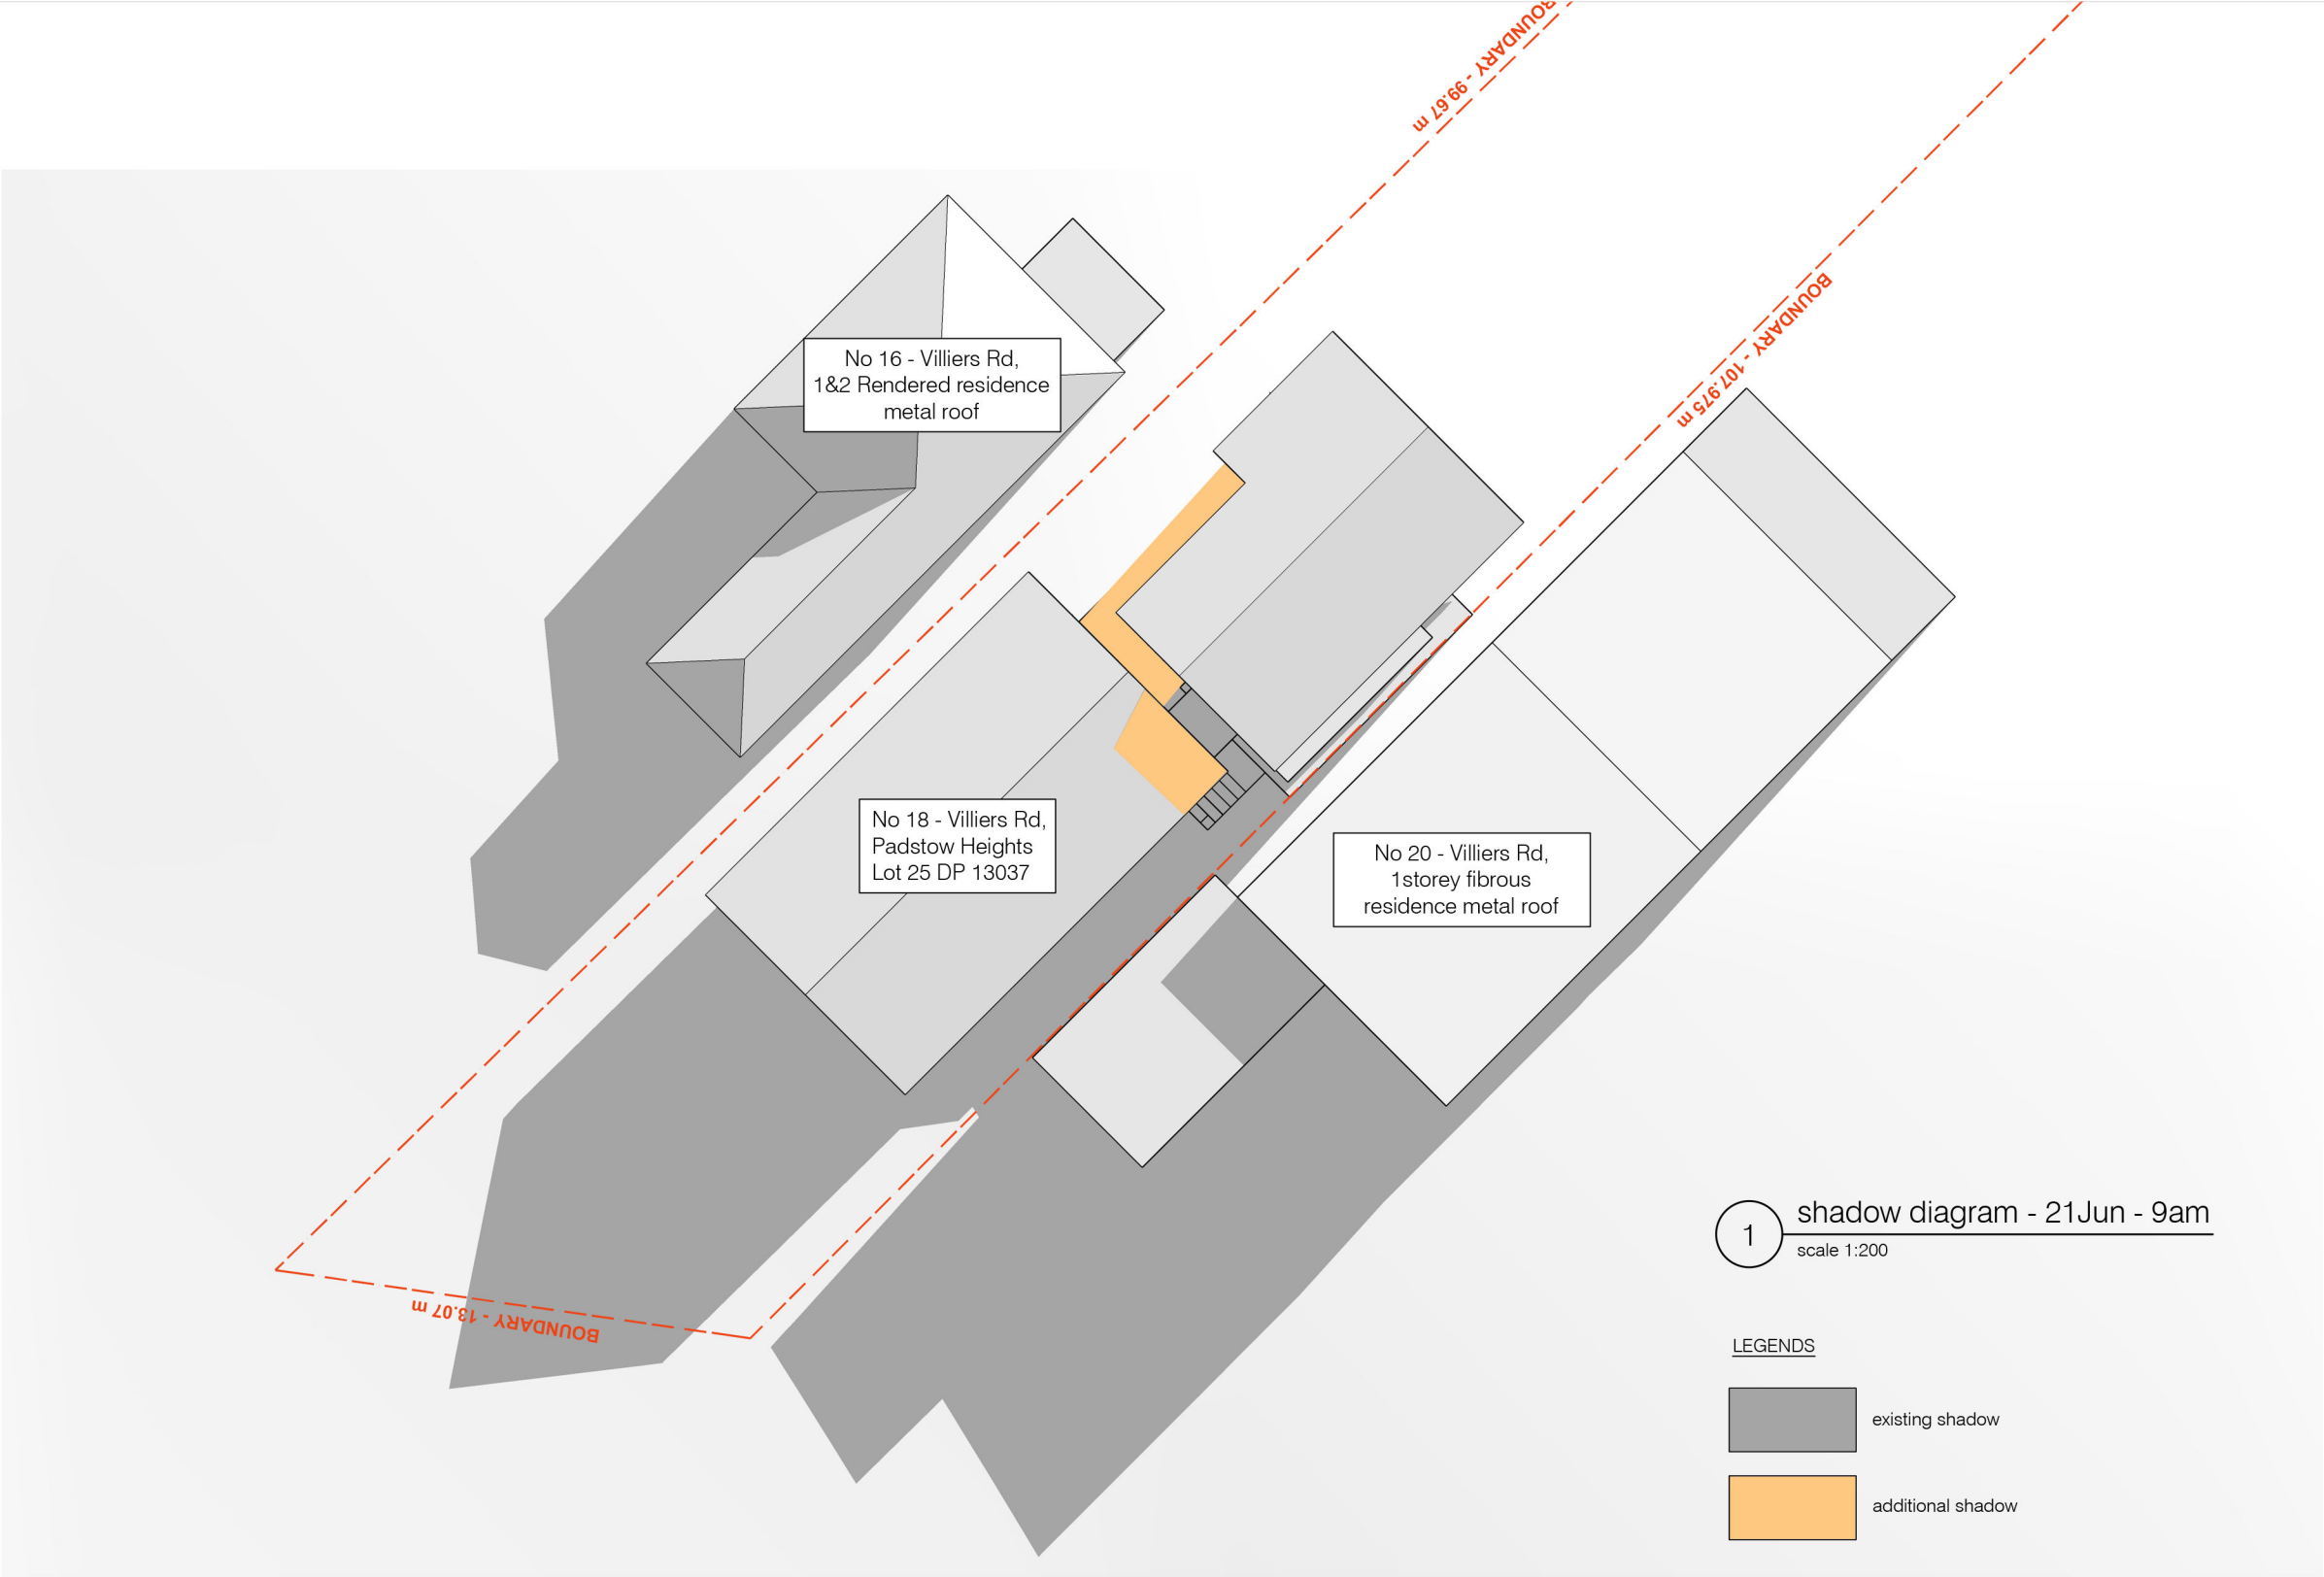 BOUNDARY - 99.67 m
BOUNDARY - 107.975 m
No 16 - Villiers Rd,
1&2 Rendered residence
metal roof
No 18 - Villiers Rd,
Padstow Heights
Lot 25 DP 13037
No 20 - Villiers Rd,
1storey fibrous
residence metal roof
BOUNDARY - 13.07 m
1
shadow diagram - 21Jun - 9am
scale 1:200
LEGENDS
existing shadow
additional shadow